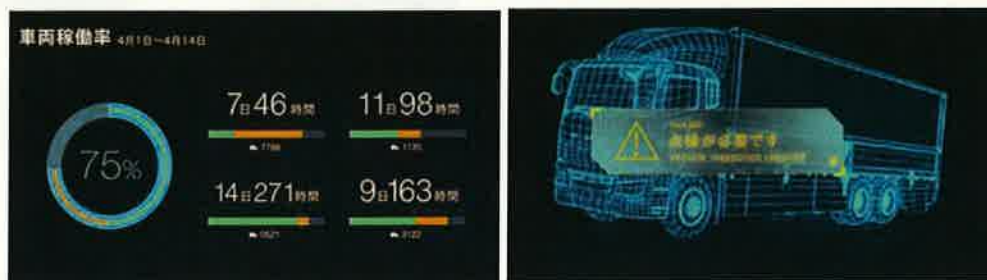 車両稼働率 4月1日～4月14日
7日46時間
11日98時間
75%
14日271時間
9日163時間
点検が必要です